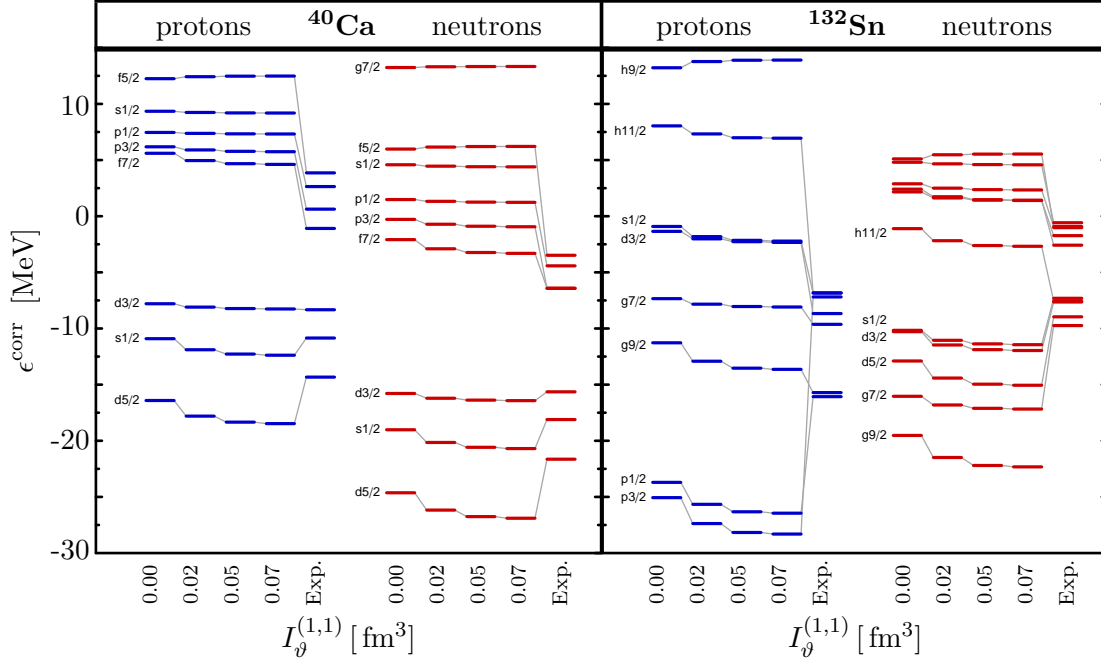 protons ⁴⁰Ca neutrons protons ¹³²Sn neutrons
ϵ^corr [MeV]
10
0
-10
-20
-30
f5/2
s1/2
p1/2
p3/2
f7/2
d3/2
s1/2
d5/2
g7/2
f5/2
s1/2
p1/2
p3/2
f7/2
d3/2
s1/2
d5/2
h9/2
h11/2
s1/2
d3/2
g7/2
g9/2
p1/2
p3/2
h11/2
s1/2
d3/2
d5/2
g7/2
g9/2
0.00 0.02 0.05 0.07 Exp. 0.00 0.02 0.05 0.07 Exp. 0.00 0.02 0.05 0.07 Exp. 0.00 0.02 0.05 0.07 Exp.
I_ϑ^(1,1) [fm³] I_ϑ^(1,1) [fm³]